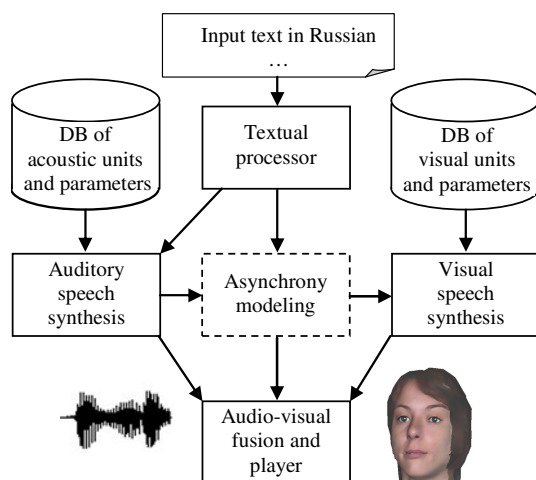 Input text in Russian
…
DB of
acoustic units
and parameters
Textual
processor
DB of
visual units
and parameters
Auditory
speech
synthesis
Asynchrony
modeling
Visual
speech
synthesis
Audio-visual
fusion and
player